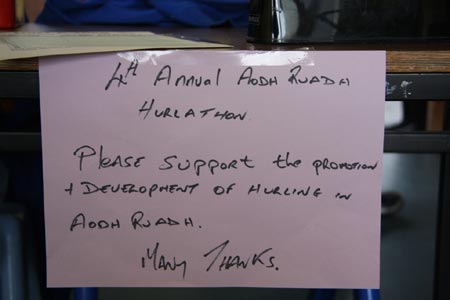 4th Annual Aodh Ruadh
Hurlathon.
Please support the promotion
+ Development of Hurling in
Aodh Ruadh.
Many Thanks.